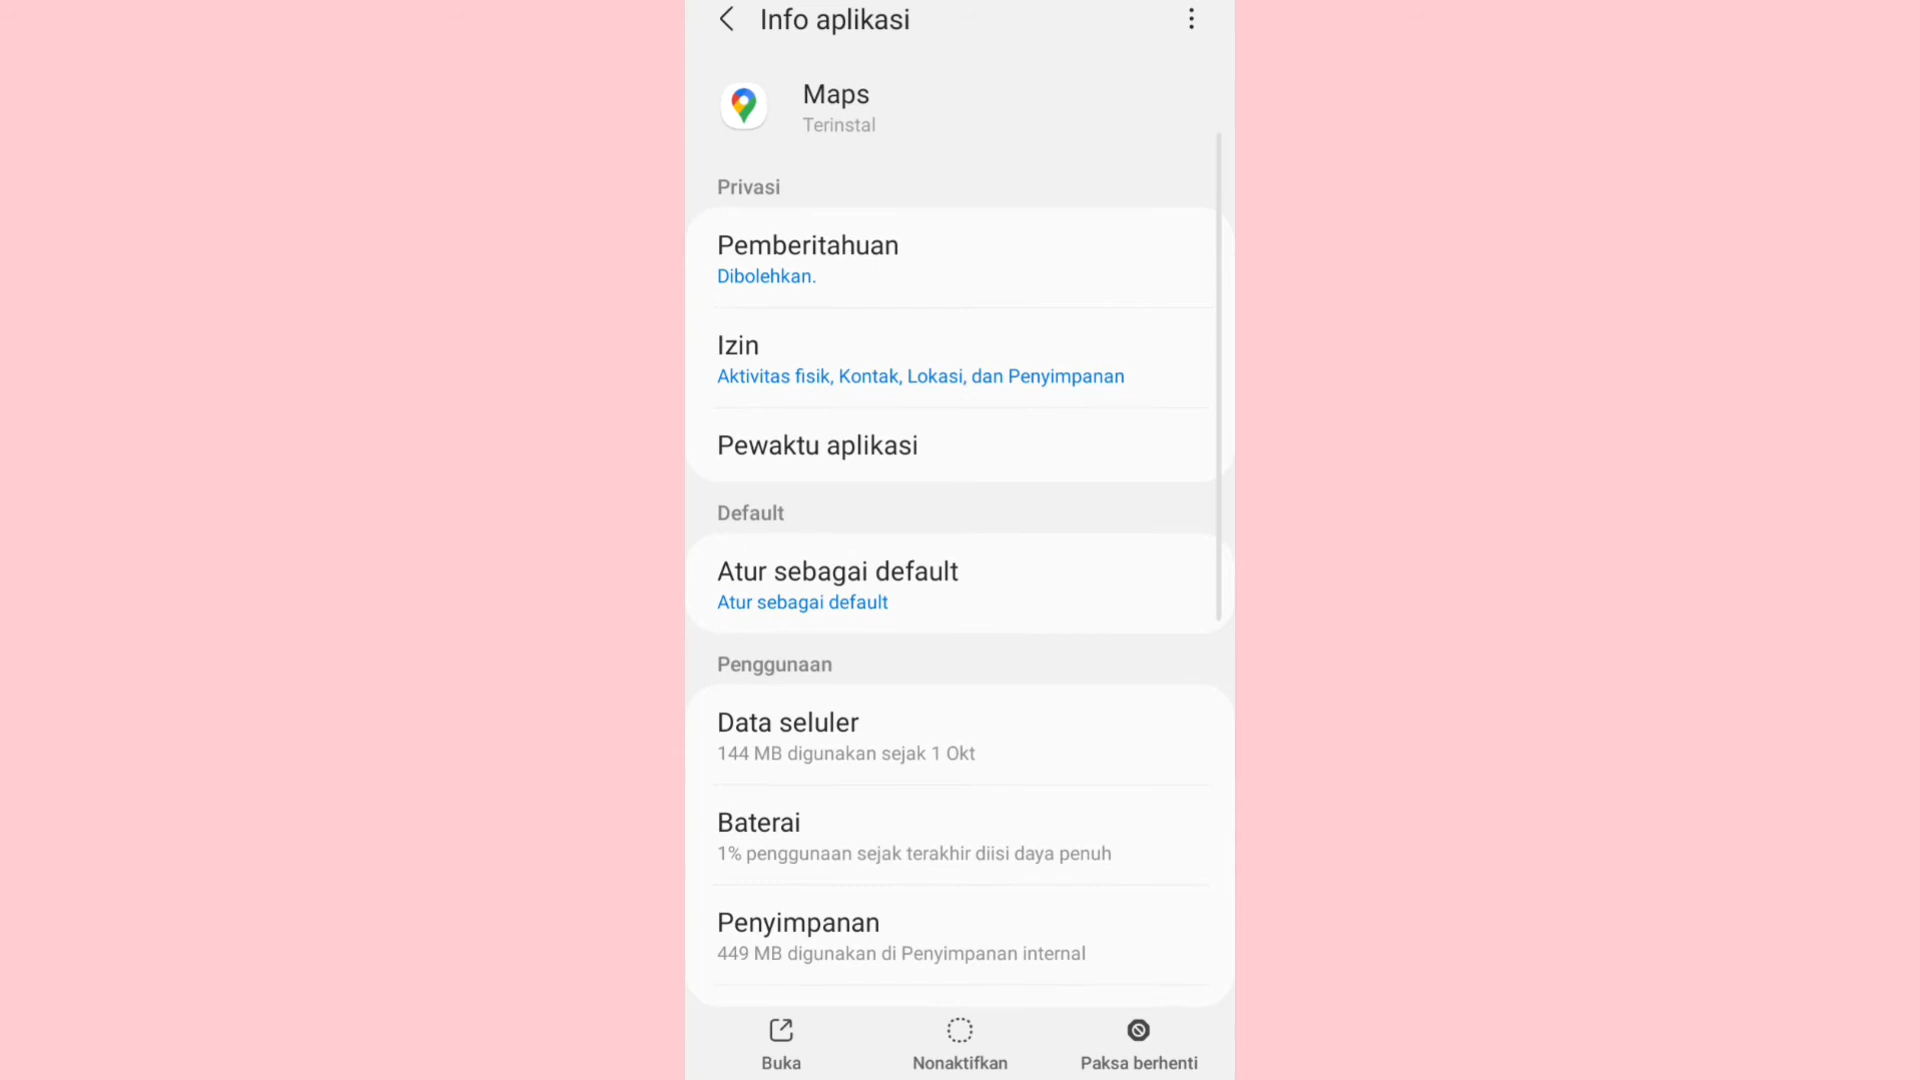 Info aplikasi
Maps
Terinstal
Privasi
Pemberitahuan
Dibolehkan.
Izin
Aktivitas fisik, Kontak, Lokasi, dan Penyimpanan
Pewaktu aplikasi
Default
Atur sebagai default
Atur sebagai default
Penggunaan
Data seluler
144 MB digunakan sejak 1 Okt
Baterai
1% penggunaan sejak terakhir diisi daya penuh
Penyimpanan
449 MB digunakan di Penyimpanan internal
Buka
Nonaktifkan
Paksa berhenti